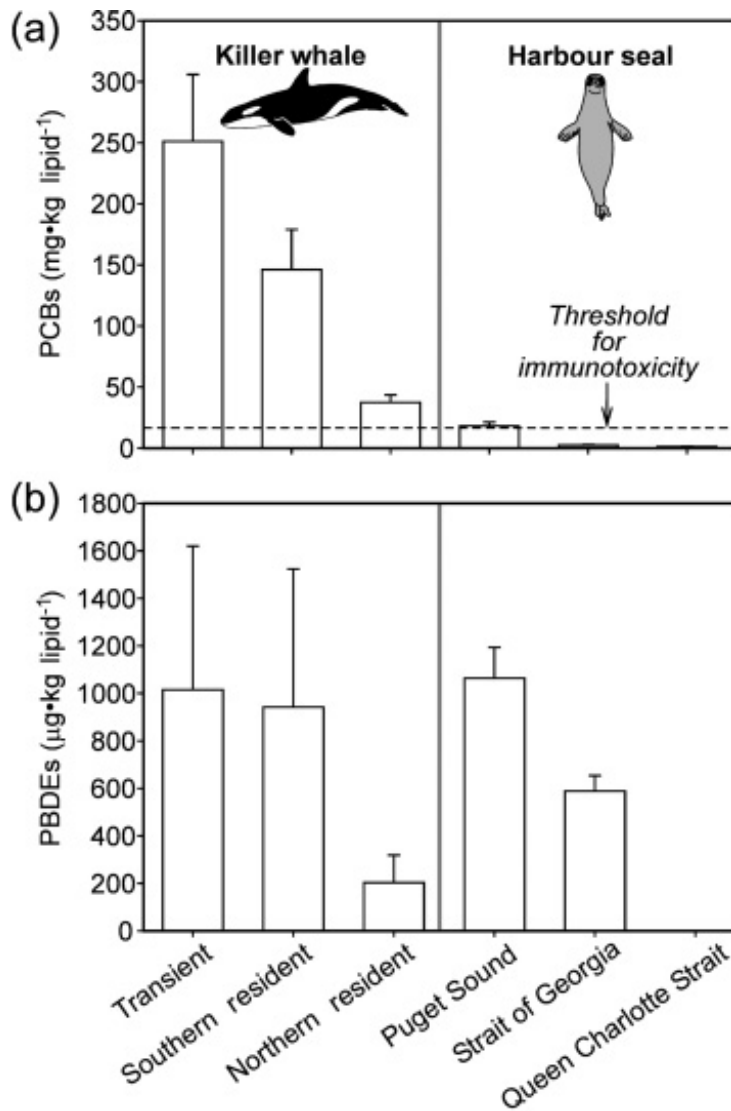 (a)
PCBs (mg•kg lipid⁻¹)
350
300
250
200
150
100
50
0
Killer whale
Harbour seal
Threshold
for
immunotoxicity
(b)
PBDEs (µg•kg lipid⁻¹)
1800
1600
1400
1200
1000
800
600
400
200
0
Transient
Southern resident
Northern resident
Puget Sound
Strait of Georgia
Queen Charlotte Strait